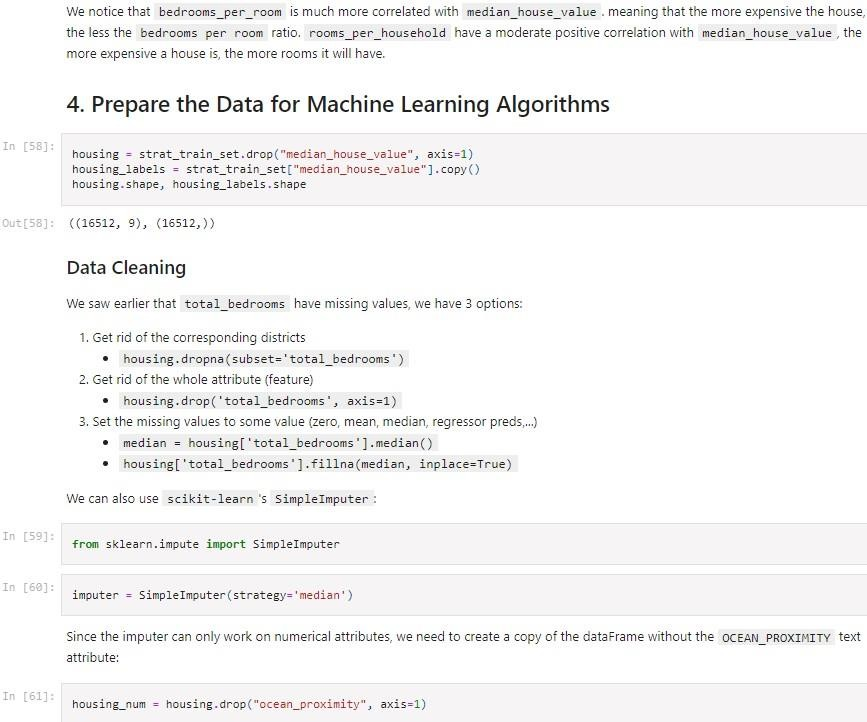 We notice that bedrooms_per_room is much more correlated with median_house_value . meaning that the more expensive the house,
the less the bedrooms per room ratio. rooms_per_household have a moderate positive correlation with median_house_value , the
more expensive a house is, the more rooms it will have.
4. Prepare the Data for Machine Learning Algorithms
In [58]:
housing = strat_train_set.drop("median_house_value", axis=1)
housing_labels = strat_train_set["median_house_value"].copy()
housing.shape, housing_labels.shape
Out[58]: ((16512, 9), (16512,))
Data Cleaning
We saw earlier that total_bedrooms have missing values, we have 3 options:
1. Get rid of the corresponding districts
• housing.dropna(subset='total_bedrooms')
2. Get rid of the whole attribute (feature)
• housing.drop('total_bedrooms', axis=1)
3. Set the missing values to some value (zero, mean, median, regressor preds,...)
• median = housing['total_bedrooms'].median()
• housing['total_bedrooms'].fillna(median, inplace=True)
We can also use scikit-learn 's SimpleImputer :
In [59]: from sklearn.impute import SimpleImputer
In [60]: imputer = SimpleImputer(strategy='median')
Since the imputer can only work on numerical attributes, we need to create a copy of the dataFrame without the OCEAN_PROXIMITY text
attribute:
In [61]: housing_num = housing.drop("ocean_proximity", axis=1)